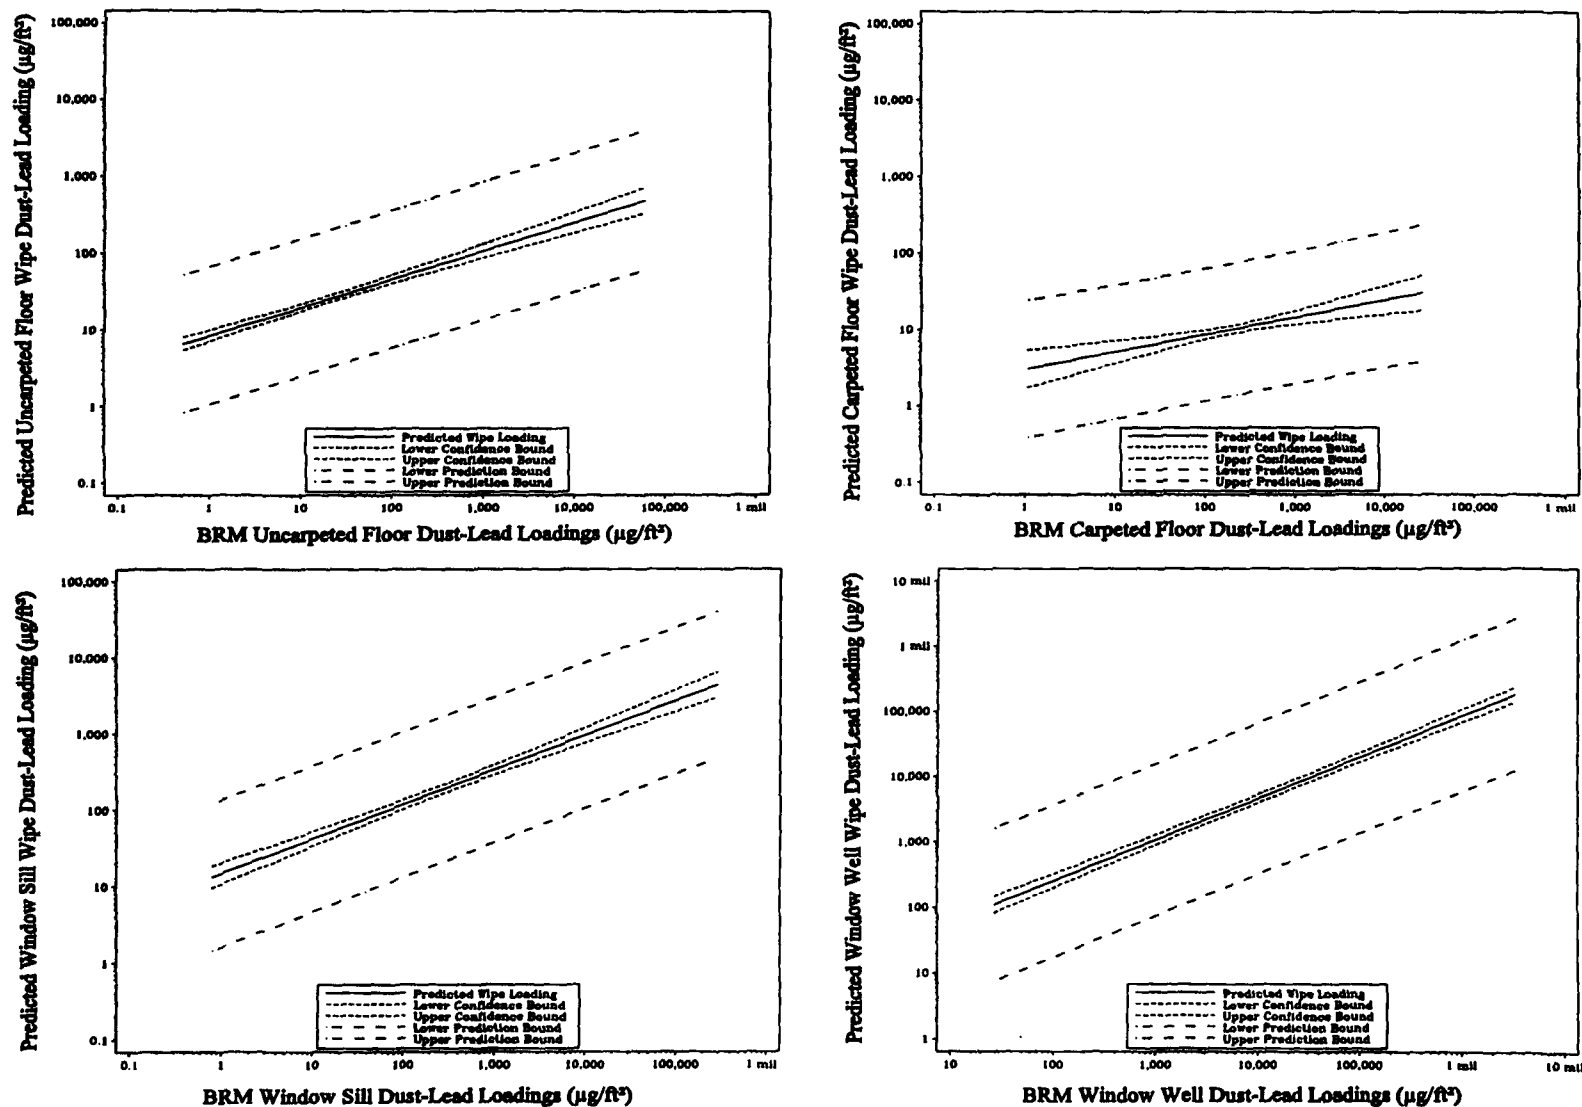 Predicted Uncarpeted Floor Wipe Dust-Lead Loading (µg/ft²)
100,000
10,000
1,000
100
10
1
0.1
Predicted Wipe Loading
Lower Confidence Bound
Upper Confidence Bound
Lower Prediction Bound
Upper Prediction Bound
0.1 1 10 100 1,000 10,000 100,000 1 mil
BRM Uncarpeted Floor Dust-Lead Loadings (µg/ft²)
Predicted Carpeted Floor Wipe Dust-Lead Loading (µg/ft²)
100,000
10,000
1,000
100
10
1
0.1
Predicted Wipe Loading
Lower Confidence Bound
Upper Confidence Bound
Lower Prediction Bound
Upper Prediction Bound
0.1 1 10 100 1,000 10,000 100,000 1 mil
BRM Carpeted Floor Dust-Lead Loadings (µg/ft²)
Predicted Window Sill Wipe Dust-Lead Loading (µg/ft²)
100,000
10,000
1,000
100
10
1
0.1
Predicted Wipe Loading
Lower Confidence Bound
Upper Confidence Bound
Lower Prediction Bound
Upper Prediction Bound
0.1 1 10 100 1,000 10,000 100,000 1 mil
BRM Window Sill Dust-Lead Loadings (µg/ft²)
Predicted Window Well Wipe Dust-Lead Loading (µg/ft²)
10 mil
1 mil
100,000
10,000
1,000
100
10
1
Predicted Wipe Loading
Lower Confidence Bound
Upper Confidence Bound
Lower Prediction Bound
Upper Prediction Bound
10 100 1,000 10,000 100,000 1 mil 10 mil
BRM Window Well Dust-Lead Loadings (µg/ft²)